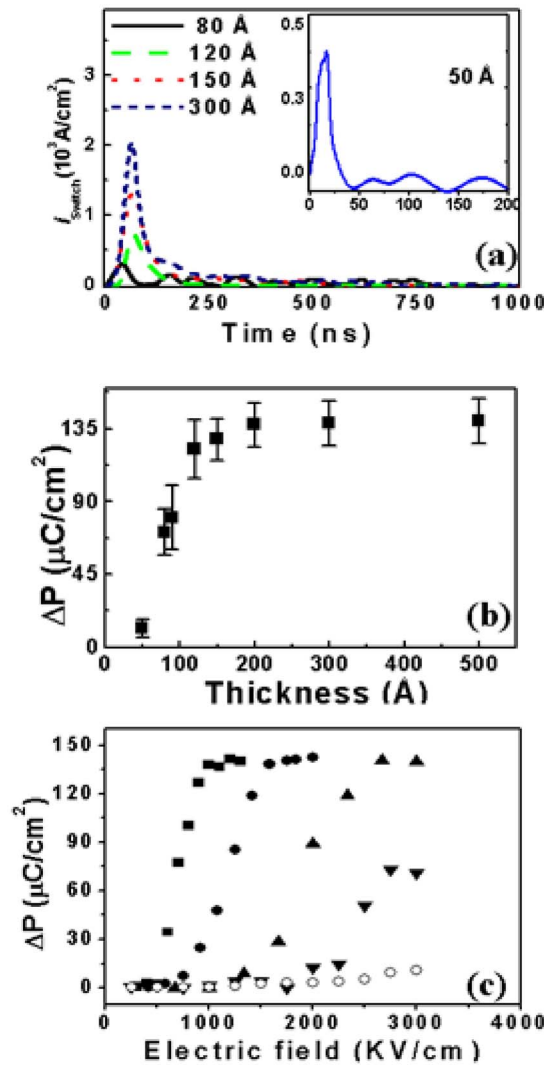 80 Å
120 Å
150 Å
300 Å
50 Å
0.5
0.3
0.0
0 50 100 150 200
3
2
1
0
i Switch (10³A/cm²)
(a)
0 250 500 750 1000
Time (ns)
135
90
45
0
ΔP (μC/cm²)
(b)
0 100 200 300 400 500
Thickness (Å)
150
120
90
60
30
0
ΔP (μC/cm²)
(c)
0 1000 2000 3000 4000
Electric field (KV/cm)